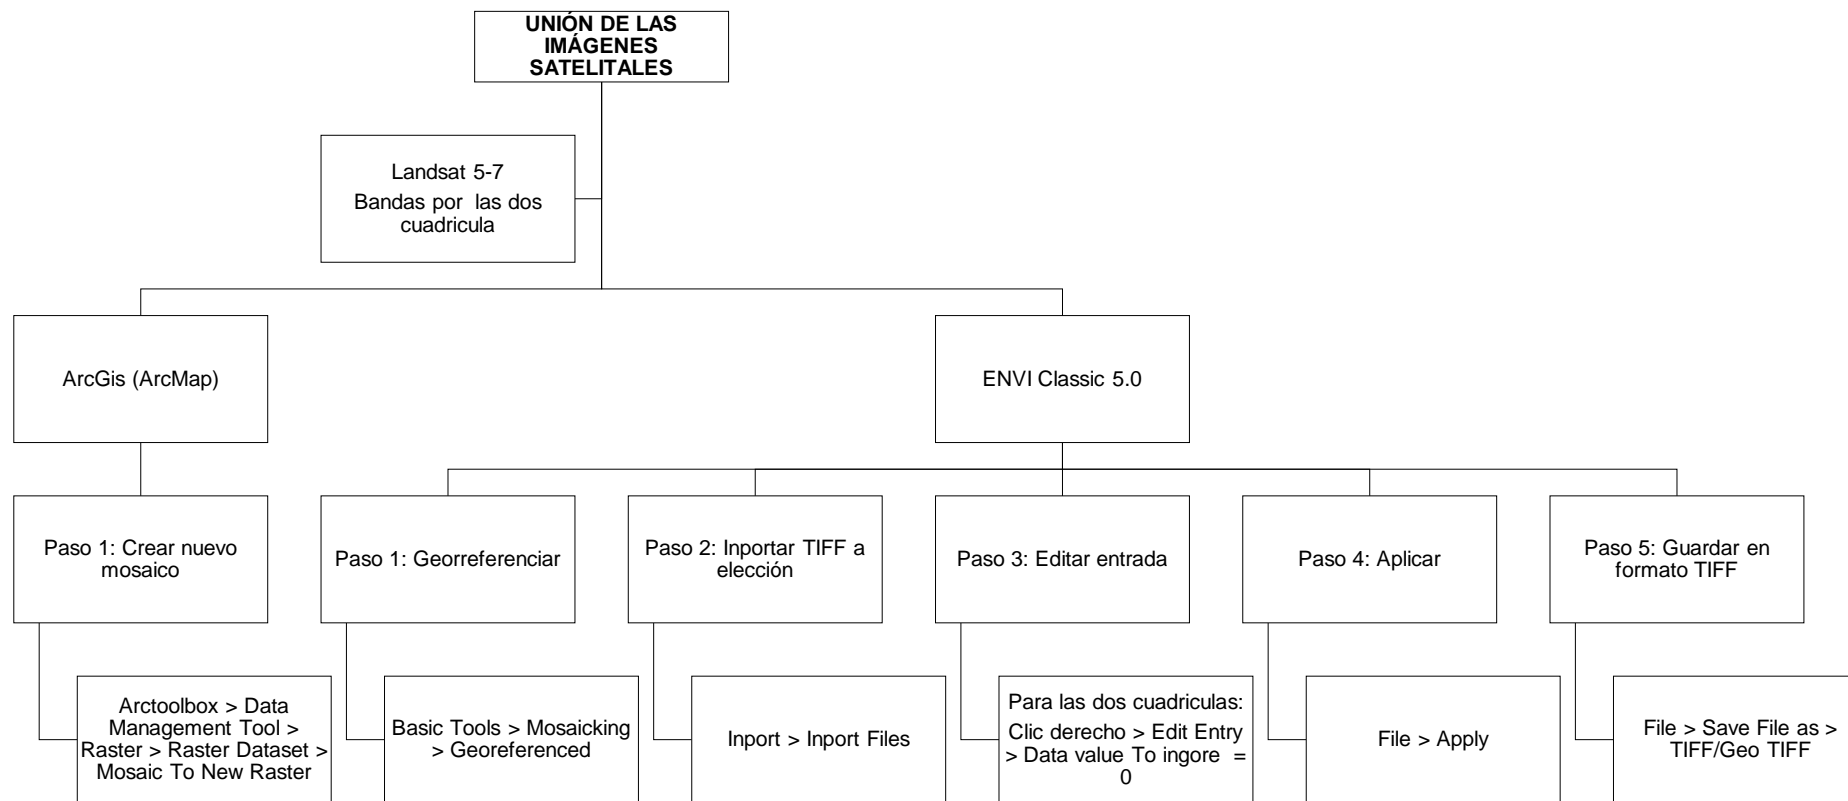 UNIÓN DE LAS
IMÁGENES
SATELITALES
Landsat 5-7
Bandas por las dos
cuadricula
ArcGis (ArcMap)
ENVI Classic 5.0
Paso 1: Crear nuevo
mosaico
Paso 1: Georreferenciar
Paso 2: Inportar TIFF a
elección
Paso 3: Editar entrada
Paso 4: Aplicar
Paso 5: Guardar en
formato TIFF
Arctoolbox > Data
Management Tool >
Raster > Raster Dataset >
Mosaic To New Raster
Basic Tools > Mosaicking
> Georeferenced
Inport > Inport Files
Para las dos cuadriculas:
Clic derecho > Edit Entry
> Data value To ingore =
0
File > Apply
File > Save File as >
TIFF/Geo TIFF